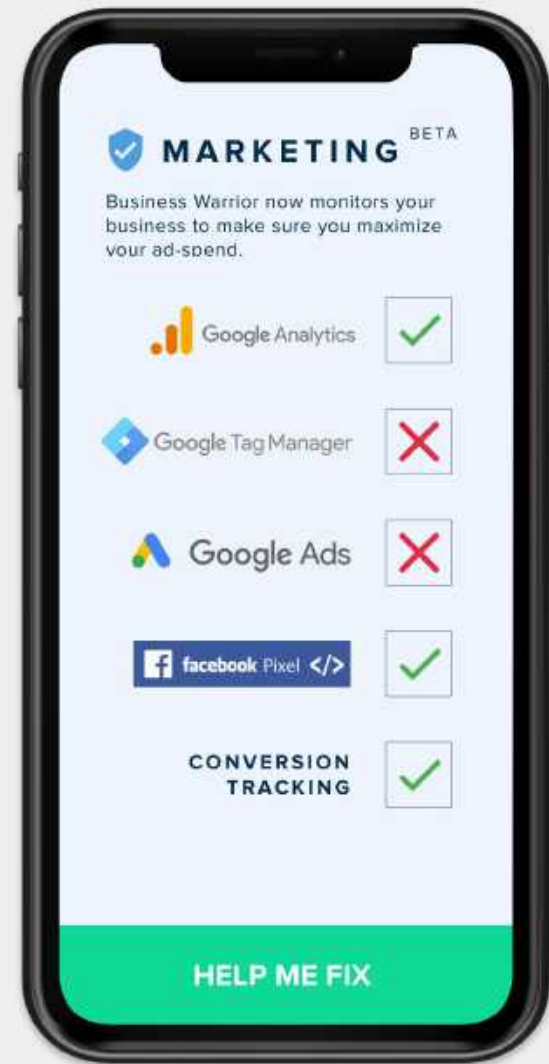 MARKETING BETA
Business Warrior now monitors your
business to make sure you maximize
your ad-spend.
Google Analytics
Google Tag Manager
Google Ads
f facebook Pixel </>
CONVERSION
TRACKING
HELP ME FIX